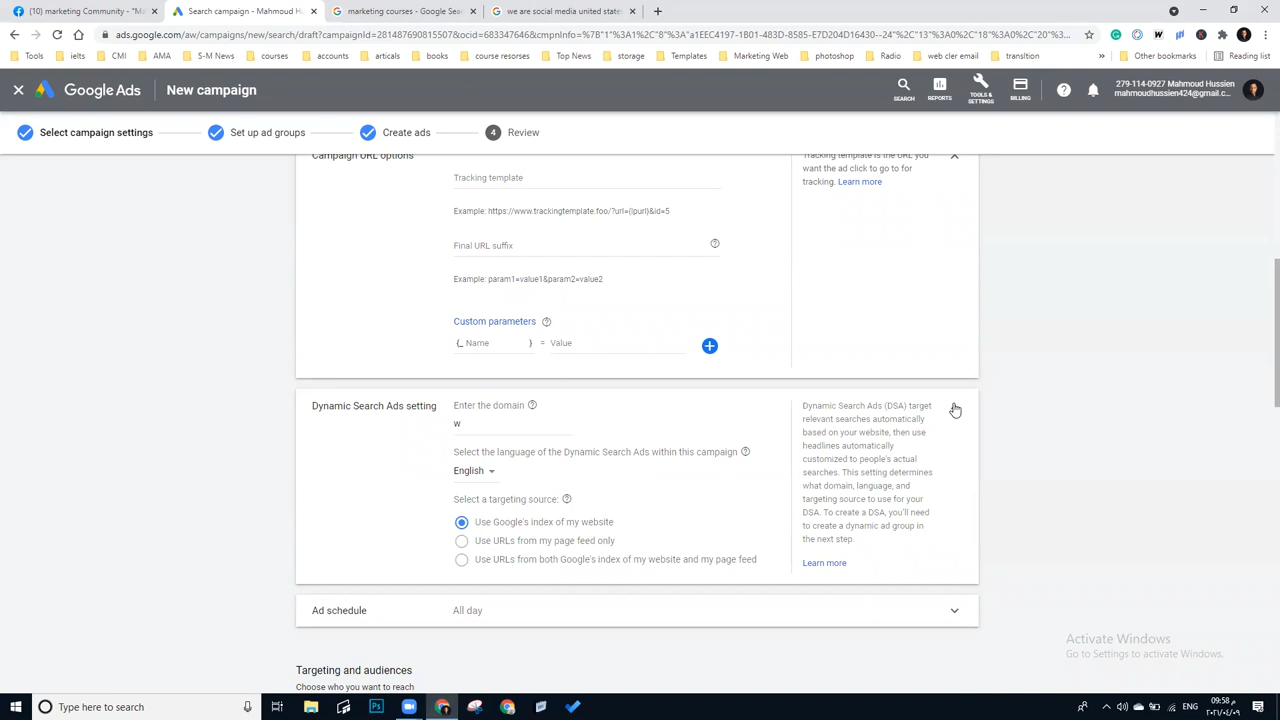 (10) marketing Community - "Ma
Search campaign - Mahmoud Huss
marketing courses - Google Sea
we are social media united state
ads.google.com/aw/campaigns/new/search/draft?campaignId=281487690815507&ocid=683347646&cmpnInfo=%7B"1%3A1%2C"8"%3A"a1EEC4197-1B01-483D-8585-E7D204D16430--24"%2C"13"%3A0%2C"18"%3A0%2C"20"%...
Tools
ielts
CMI
AMA
S-M News
courses
accounts
articals
books
course resorses
Top News
storage
Templates
Marketing Web
photoshop
Radio
web cler email
transltion
»
Other bookmarks
Reading list
Google Ads
New campaign
SEARCH
REPORTS
TOOLS & SETTINGS
BILLING
279-114-0927 Mahmoud Hussien
mahmoudhussien424@gmail.c...
Select campaign settings
Set up ad groups
Create ads
4
Review
Campaign URL options
Tracking template
Example: https://www.trackingtemplate.foo/?url={lpurl}&id=5
Final URL suffix
Example: param1=value1&param2=value2
Custom parameters
{_ Name } = Value
Tracking template is the URL you
want the ad click to go to for
tracking. Learn more
Dynamic Search Ads setting
Enter the domain
w
Select the language of the Dynamic Search Ads within this campaign
English
Select a targeting source:
Use Google's index of my website
Use URLs from my page feed only
Use URLs from both Google's index of my website and my page feed
Dynamic Search Ads (DSA) target
relevant searches automatically
based on your website, then use
headlines automatically
customized to people's actual
searches. This setting determines
what domain, language, and
targeting source to use for your
DSA. To create a DSA, you'll need
to create a dynamic ad group in
the next step.
Learn more
Ad schedule
All day
Targeting and audiences
Choose who you want to reach
Activate Windows
Go to Settings to activate Windows.
Type here to search
ENG
09:58 م
٢٠٢١/٠٤/٠٩